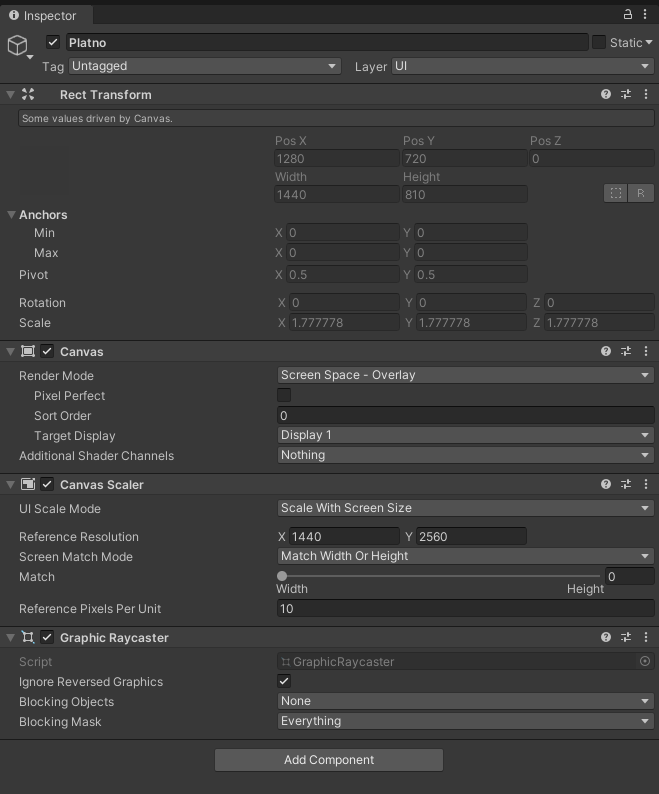 Inspector
Platno
Static
Tag Untagged Layer UI
Rect Transform
Some values driven by Canvas.
Pos X Pos Y Pos Z
1280 720 0
Width Height
1440 810 R
Anchors
Min X 0 Y 0
Max X 0 Y 0
Pivot X 0.5 Y 0.5
Rotation X 0 Y 0 Z 0
Scale X 1.777778 Y 1.777778 Z 1.777778
Canvas
Render Mode Screen Space - Overlay
Pixel Perfect
Sort Order 0
Target Display Display 1
Additional Shader Channels Nothing
Canvas Scaler
UI Scale Mode Scale With Screen Size
Reference Resolution X 1440 Y 2560
Screen Match Mode Match Width Or Height
Match 0
Width Height
Reference Pixels Per Unit 10
Graphic Raycaster
Script GraphicRaycaster
Ignore Reversed Graphics
Blocking Objects None
Blocking Mask Everything
Add Component